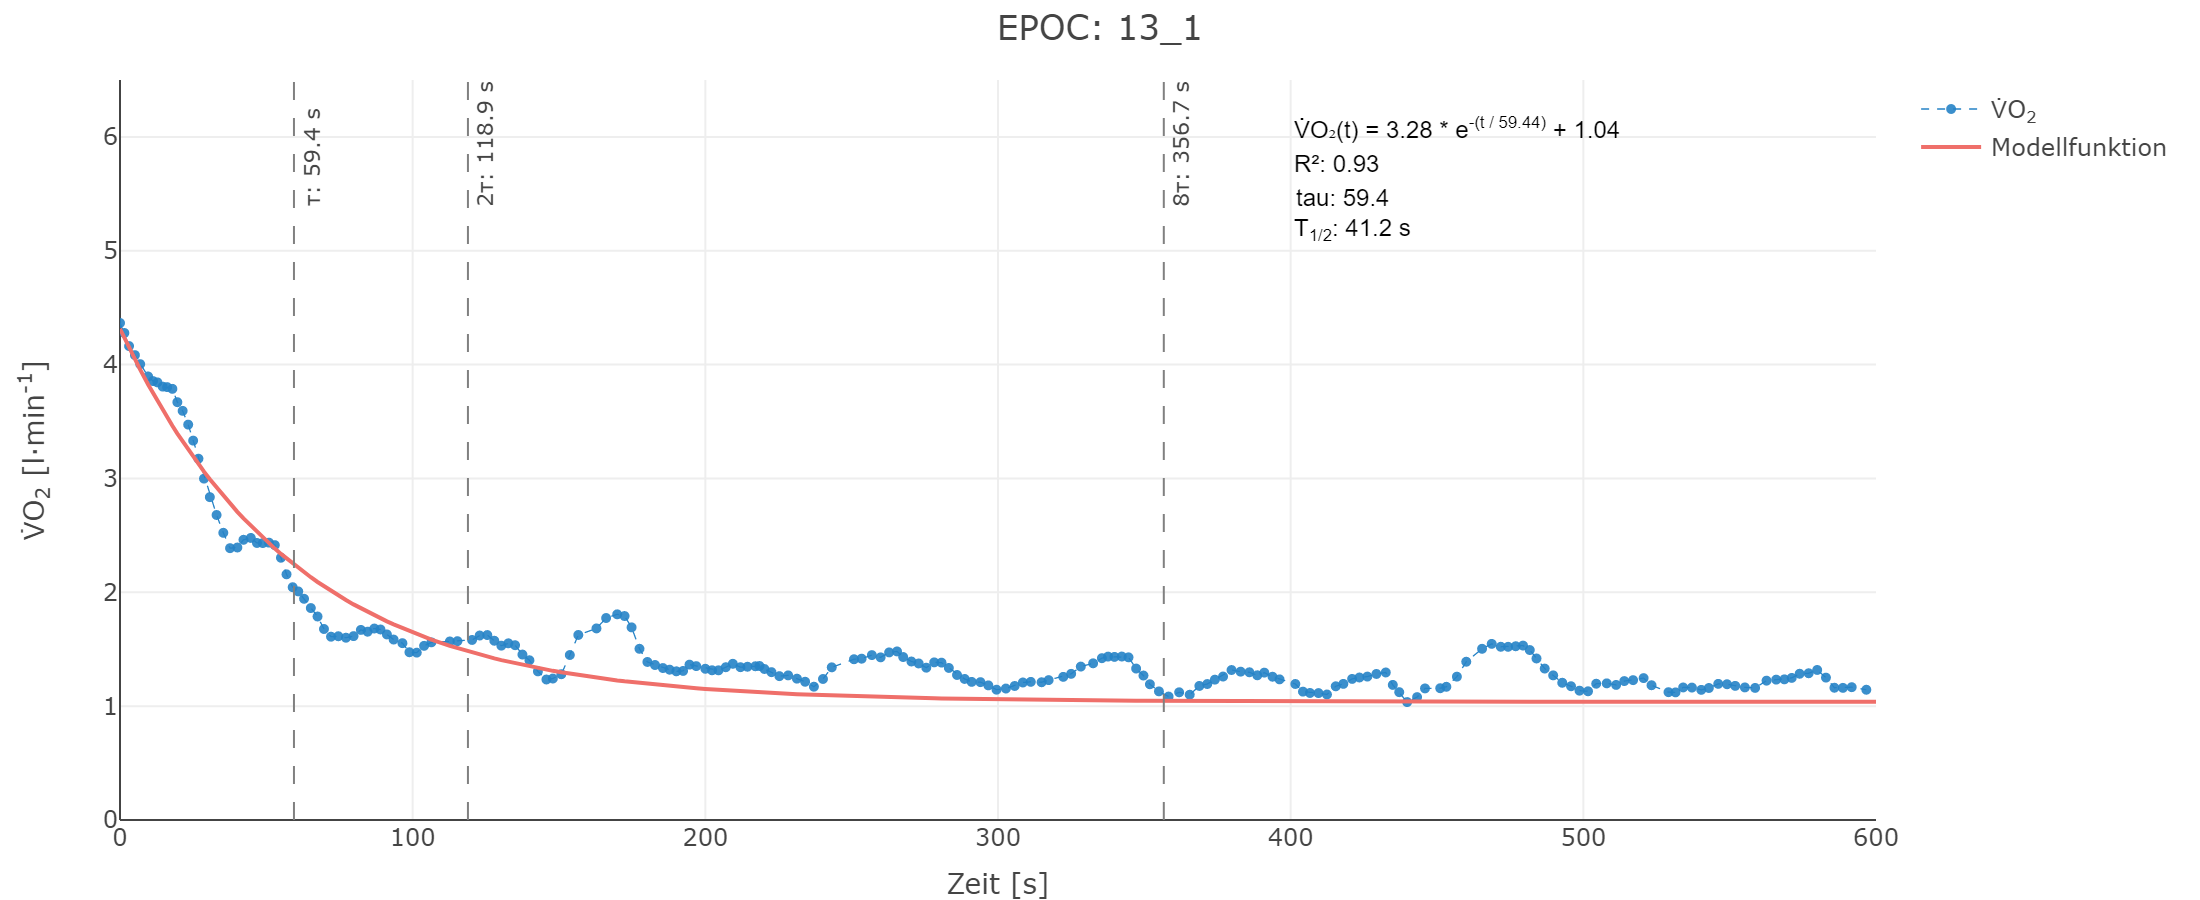 EPOC: 13_1
τ: 59.4 s
2τ: 118.9 s
8τ: 356.7 s
V̇O₂(t) = 3.28 * e^-(t / 59.44) + 1.04
R²: 0.93
tau: 59.4
T1/2: 41.2 s
V̇O₂
Modellfunktion
V̇O₂ [l·min⁻¹]
6
5
4
3
2
1
0
0 100 200 300 400 500 600
Zeit [s]